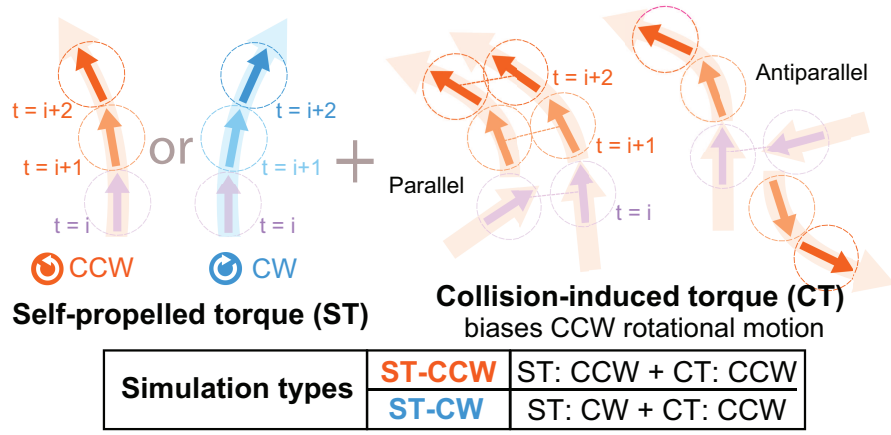 t = i+2
t = i+1
t = i
CCW
or
t = i+2
t = i+1
t = i
CW
Self-propelled torque (ST)
+
t = i+2
t = i+1
t = i
Parallel
Antiparallel
Collision-induced torque (CT)
biases CCW rotational motion
Simulation types
ST-CCW
ST: CCW + CT: CCW
ST-CW
ST: CW + CT: CCW